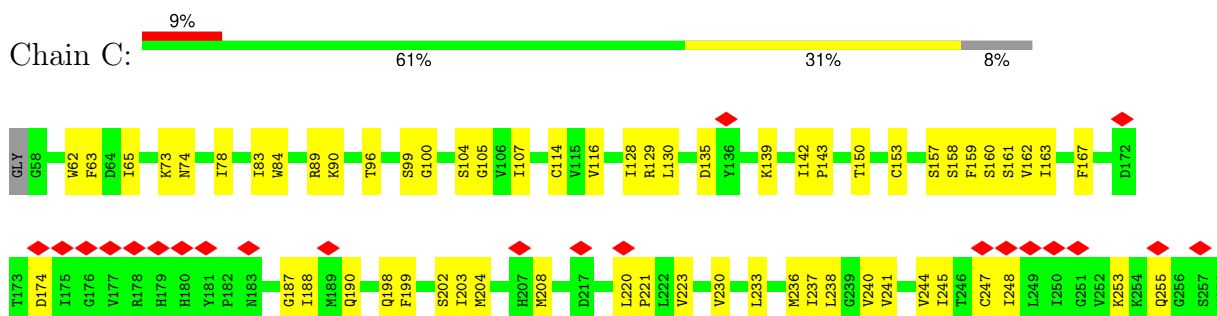 9%
Chain C:
61% 31% 8%
GLY G58 W62 F63 D64 I65 K73 N74 I78 I83 W84 R89 K90 T96 S99 G100 S104 G105 V106 I107 C114 V115 V116 I128 R129 L130 D135 Y136 K139 I142 P143 T150 C153 S157 S158 F159 S160 S161 V162 I163 F167 D172
T173 D174 I175 G176 V177 R178 H179 H180 Y181 P182 N183 G187 I188 M189 Q190 Q198 F199 S202 I203 M204 H207 M208 D217 L220 P221 L222 V223 V230 L233 M236 I237 L238 G239 V240 V241 V244 I245 T246 C247 I248 L249 I250 G251 V252 K253 K254 Q255 G256 S257